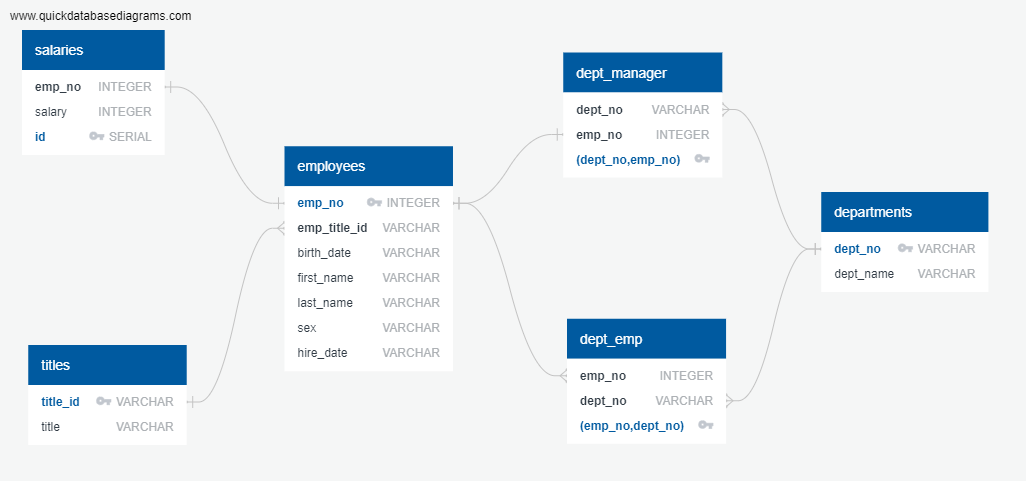 www.quickdatabasediagrams.com
salaries
emp_no INTEGER
salary INTEGER
id SERIAL
employees
emp_no INTEGER
emp_title_id VARCHAR
birth_date VARCHAR
first_name VARCHAR
last_name VARCHAR
sex VARCHAR
hire_date VARCHAR
titles
title_id VARCHAR
title VARCHAR
dept_manager
dept_no VARCHAR
emp_no INTEGER
(dept_no,emp_no)
dept_emp
emp_no INTEGER
dept_no VARCHAR
(emp_no,dept_no)
departments
dept_no VARCHAR
dept_name VARCHAR